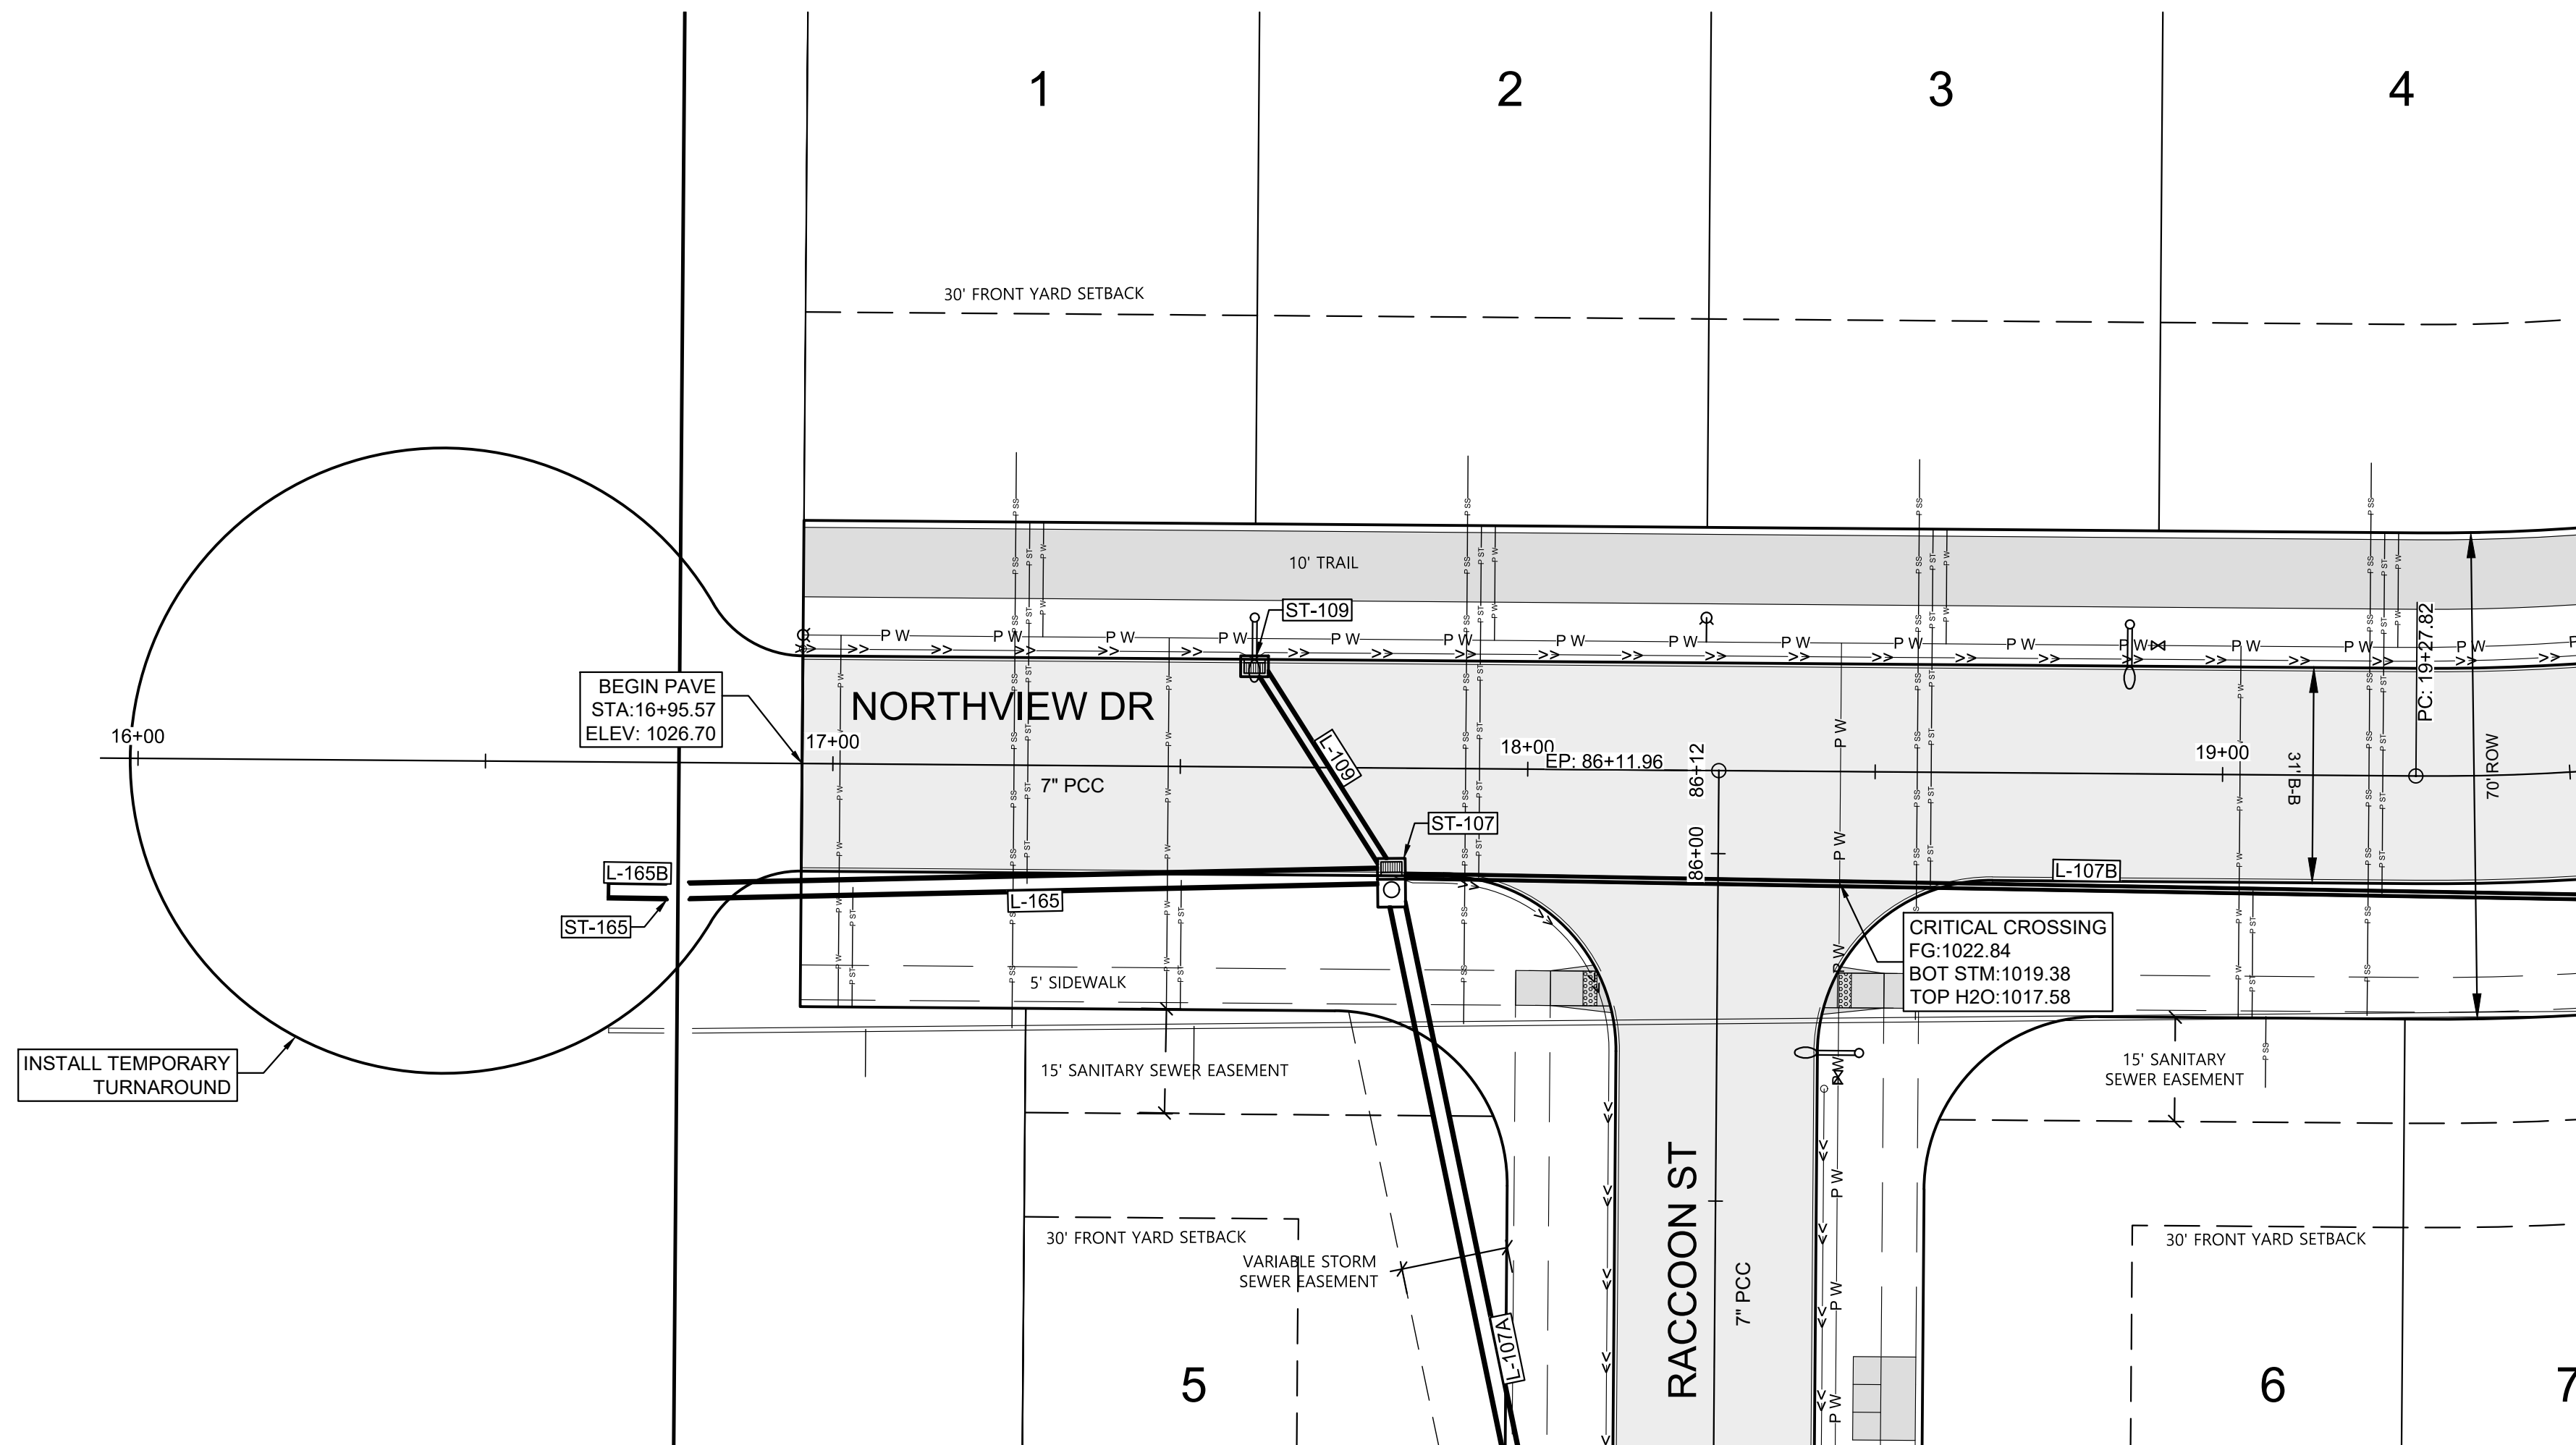 1
2
3
4
30' FRONT YARD SETBACK
10' TRAIL
ST-109
P W P W P W P W P W P W P W P W P W P W P W P W P W P W P W
BEGIN PAVE
STA:16+95.57
ELEV: 1026.70
NORTHVIEW DR
16+00
17+00
18+00
19+00
EP: 86+11.96
86+12
86+00
PC: 19+27.82
31' B-B
70' ROW
7" PCC
L-109
ST-107
L-165B
L-165
ST-165
L-107B
CRITICAL CROSSING
FG:1022.84
BOT STM:1019.38
TOP H2O:1017.58
P SS
P ST
P W
5' SIDEWALK
INSTALL TEMPORARY
TURNAROUND
15' SANITARY SEWER EASEMENT
15' SANITARY
SEWER EASEMENT
P SS
30' FRONT YARD SETBACK
VARIABLE STORM
SEWER EASEMENT
30' FRONT YARD SETBACK
RACCOON ST
7" PCC
P W
P W
P W
L-107A
5
6
7